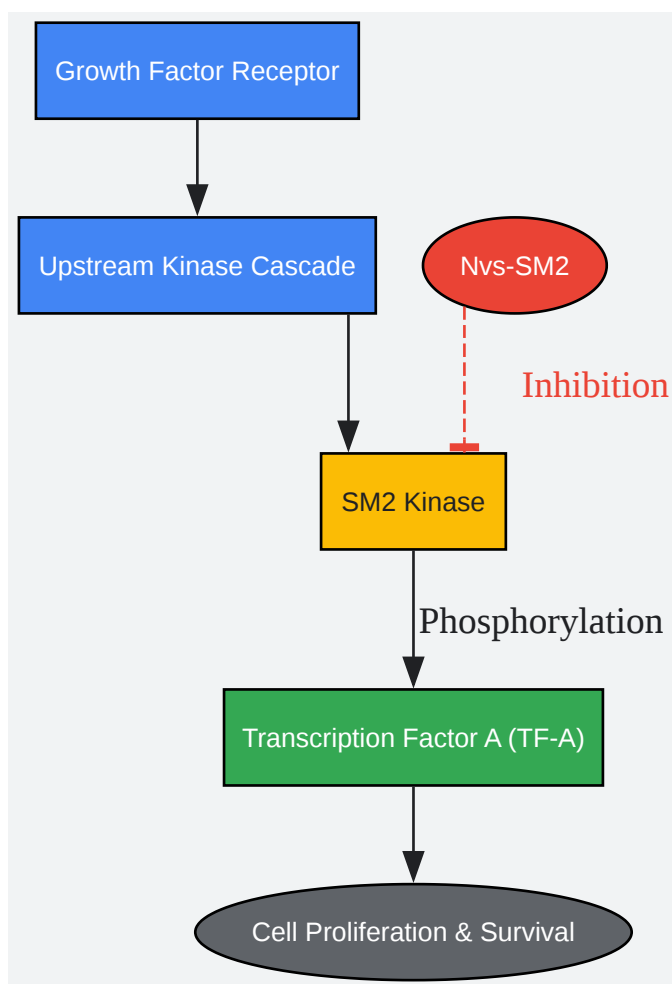 Growth Factor Receptor
Upstream Kinase Cascade
Nvs-SM2
Inhibition
SM2 Kinase
Phosphorylation
Transcription Factor A (TF-A)
Cell Proliferation & Survival